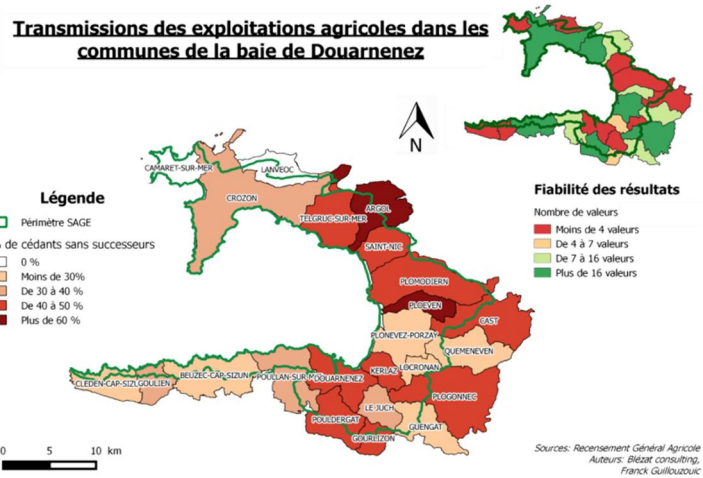 Transmissions des exploitations agricoles dans les
communes de la baie de Douarnenez
N
CAMARET-SUR-MER
LANVEOC
CROZON
TELGRUC-SUR-MER
ARGOL
SAINT-NIC
PLOMODIERN
PLOEVEN
CAST
PLONEVEZ-PORZAY
QUEMENEVEN
LOCRONAN
KERLAZ
PLOGONNEC
BEUZEC-CAP-SIZUN
POULLAN-SUR-M
DOUARNENEZ
CLEDEN-CAP-SIZ
GOULIEN
LE JUCH
POULDERGAT
GUENGAT
GOURLIZON
Légende
Périmètre SAGE
de cédants sans successeurs
0 %
Moins de 30%
De 30 à 40 %
De 40 à 50 %
Plus de 60 %
0 5 10 km
Fiabilité des résultats
Nombre de valeurs
Moins de 4 valeurs
De 4 à 7 valeurs
De 7 à 16 valeurs
Plus de 16 valeurs
Sources: Recensement Général Agricole
Auteurs: Blézat consulting,
Franck Guillouzouic